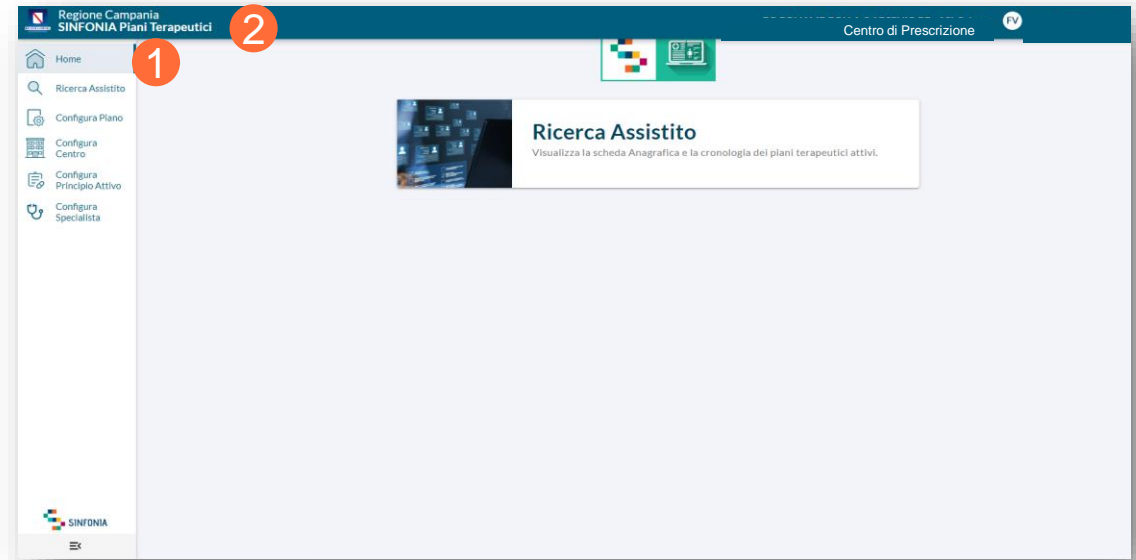 Regione Campania
SINFONIA Piani Terapeutici
2
Centro di Prescrizione
FV
1
Home
Ricerca Assistito
Configura Piano
Configura
Centro
Configura
Principio Attivo
Configura
Specialista
Ricerca Assistito
Visualizza la scheda Anagrafica e la cronologia dei piani terapeutici attivi.
SINFONIA